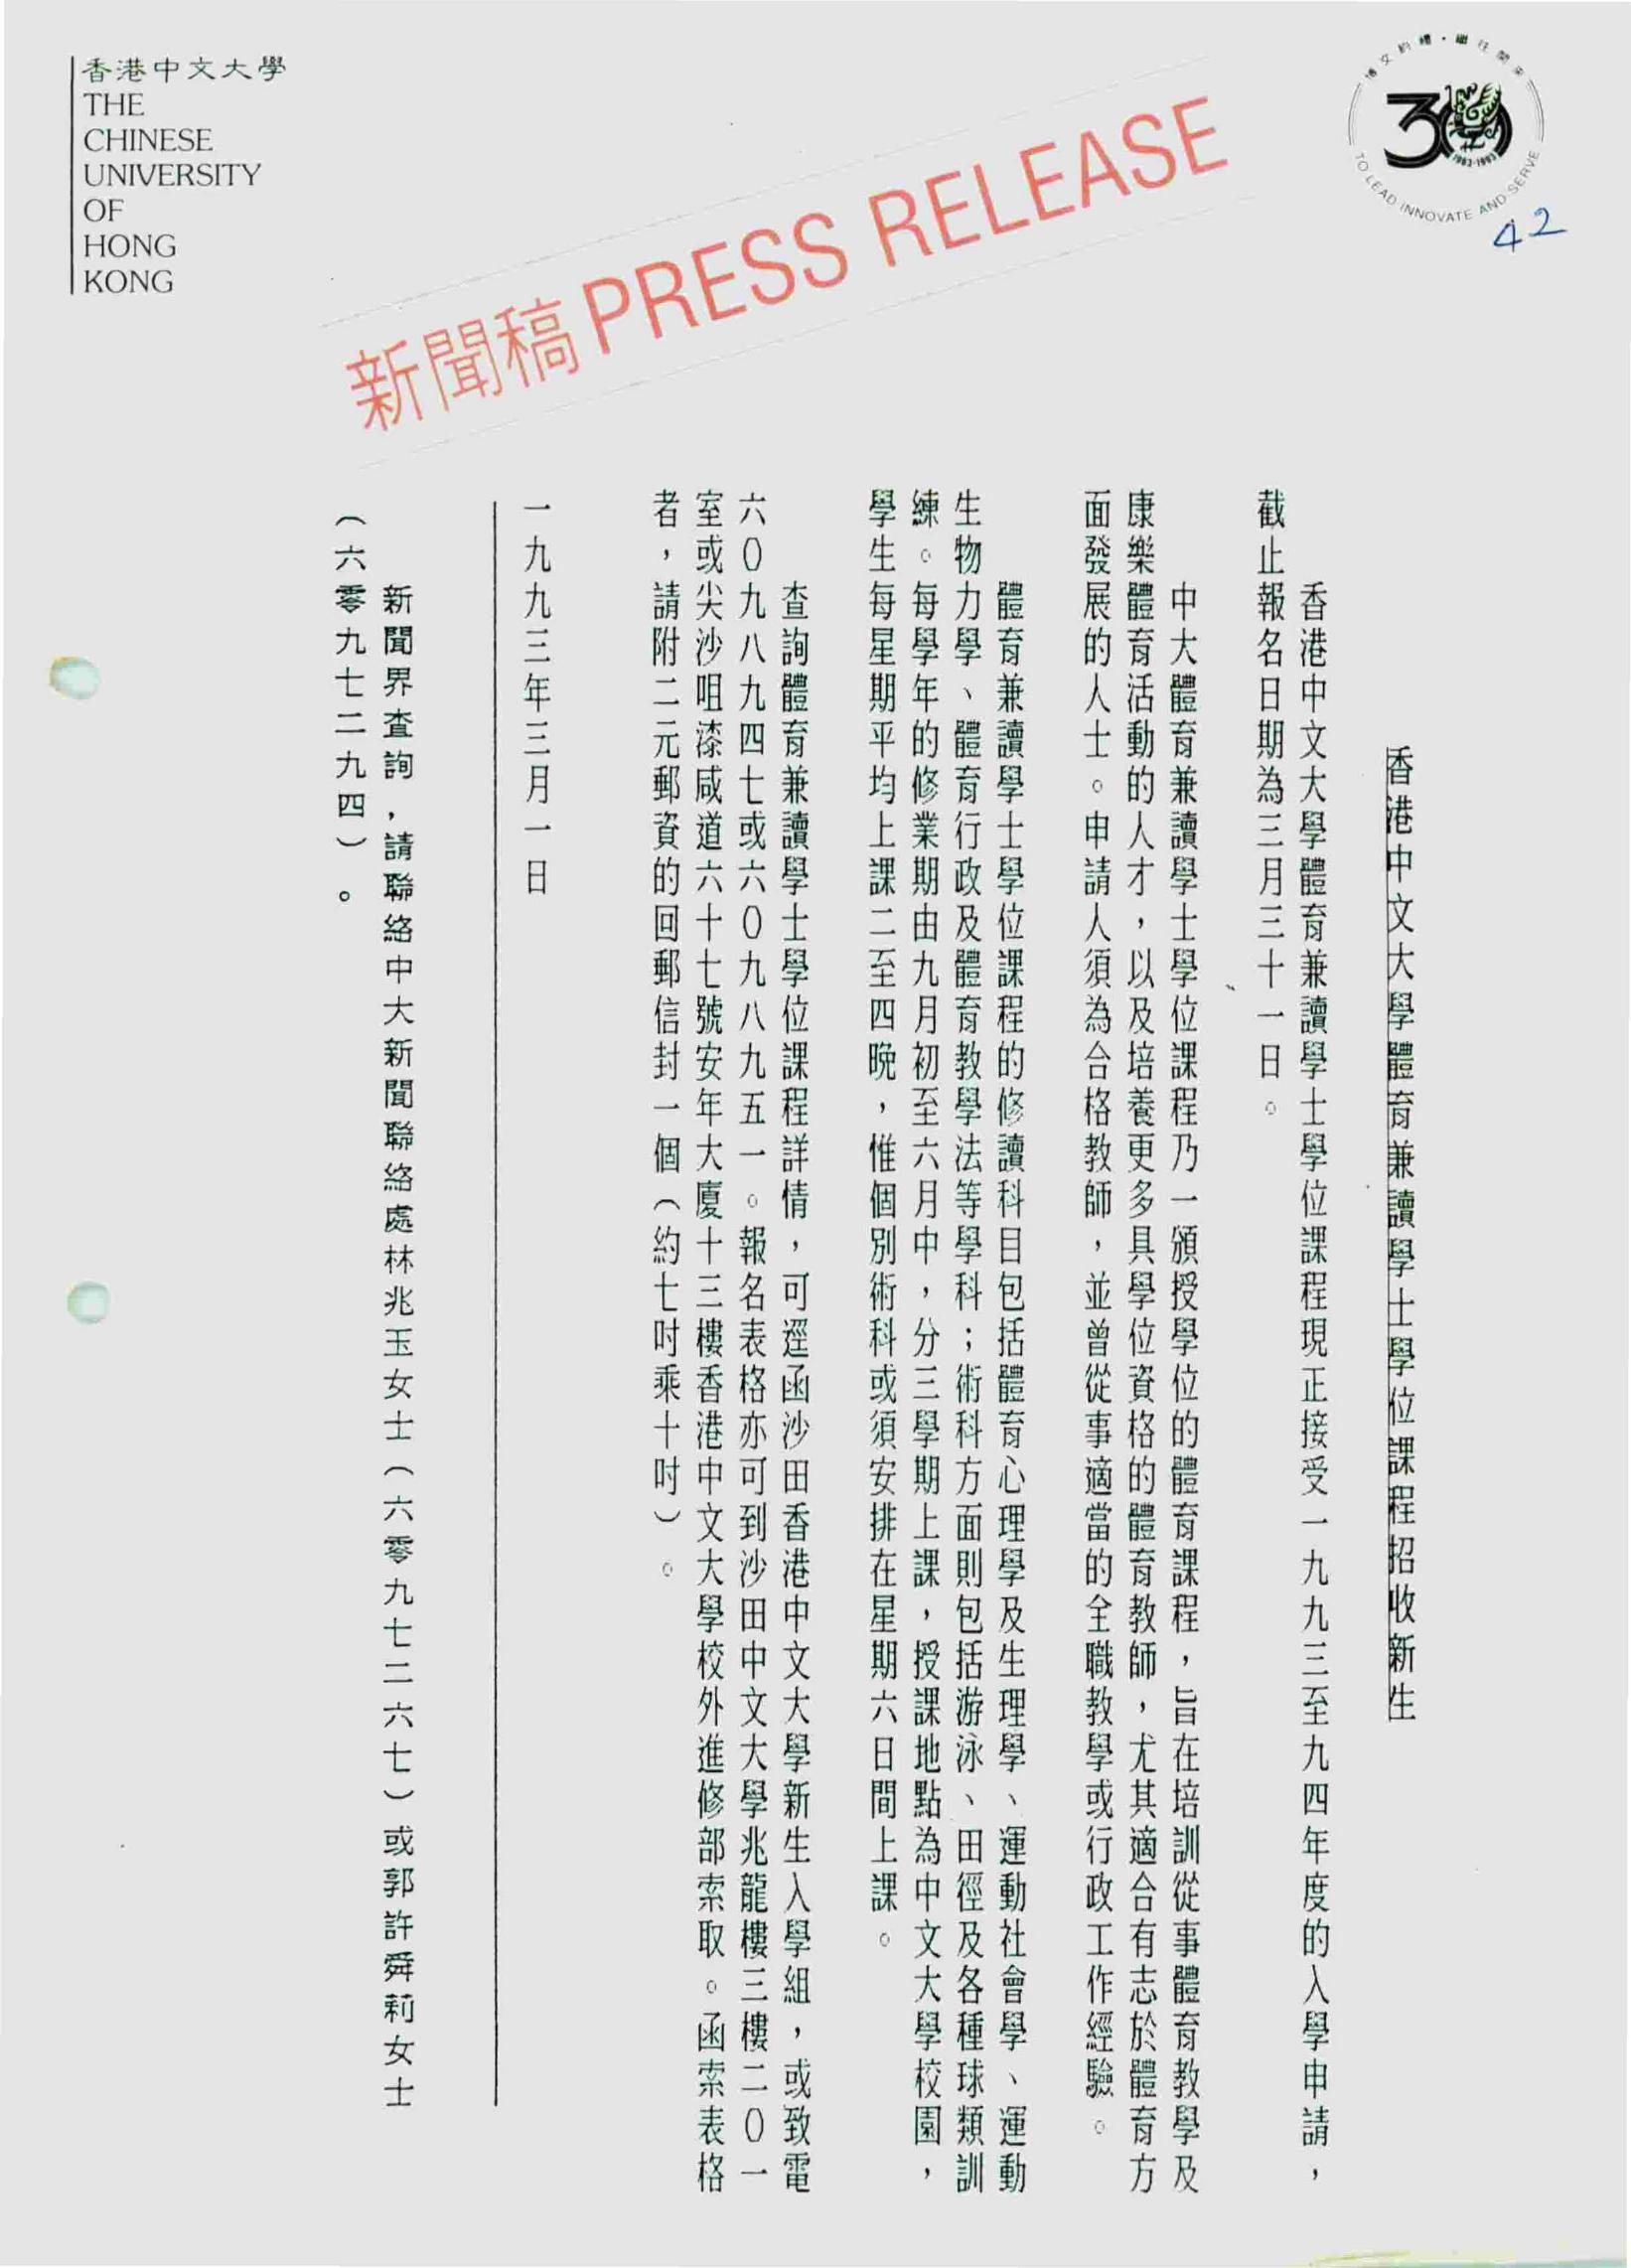 香港中文大學
THE
CHINESE
UNIVERSITY
OF
HONG
KONG
博文約禮·繼往開來
30
1963-1993
TO LEAD INNOVATE AND SERVE
42
新聞稿 PRESS RELEASE
香港中文大學體育兼讀學士學位課程招收新生
香港中文大學體育兼讀學士學位課程現正接受一九九三至九四年度的入學申請，
截止報名日期為三月三十一日。
中大體育兼讀學士學位課程乃一頒授學位的體育課程，旨在培訓從事體育教學及
康樂體育活動的人才，以及培養更多具學位資格的體育教師，尤其適合有志於體育方
面發展的人士。申請人須為合格教師，並曾從事適當的全職教學或行政工作經驗。
體育兼讀學士學位課程的修讀科目包括體育心理學及生理學、運動社會學、運動
生物力學、體育行政及體育教學法等學科；術科方面則包括游泳、田徑及各種球類訓
練。每學年的修業期由九月初至六月中，分三學期上課，授課地點為中文大學校園，
學生每星期平均上課二至四晚，惟個別術科或須安排在星期六日間上課。
查詢體育兼讀學士學位課程詳情，可逕函沙田香港中文大學新生入學組，或致電
六〇九八九四七或六〇九八九五一。報名表格亦可到沙田中文大學兆龍樓三樓二〇一
室或尖沙咀漆咸道六十七號安年大廈十三樓香港中文大學校外進修部索取。函索表格
者，請附二元郵資的回郵信封一個（約七吋乘十吋）。
一九九三年三月一日
新聞界查詢，請聯絡中大新聞聯絡處林兆玉女士（六零九七二六七）或郭許舜莉女士
（六零九七二九四）。